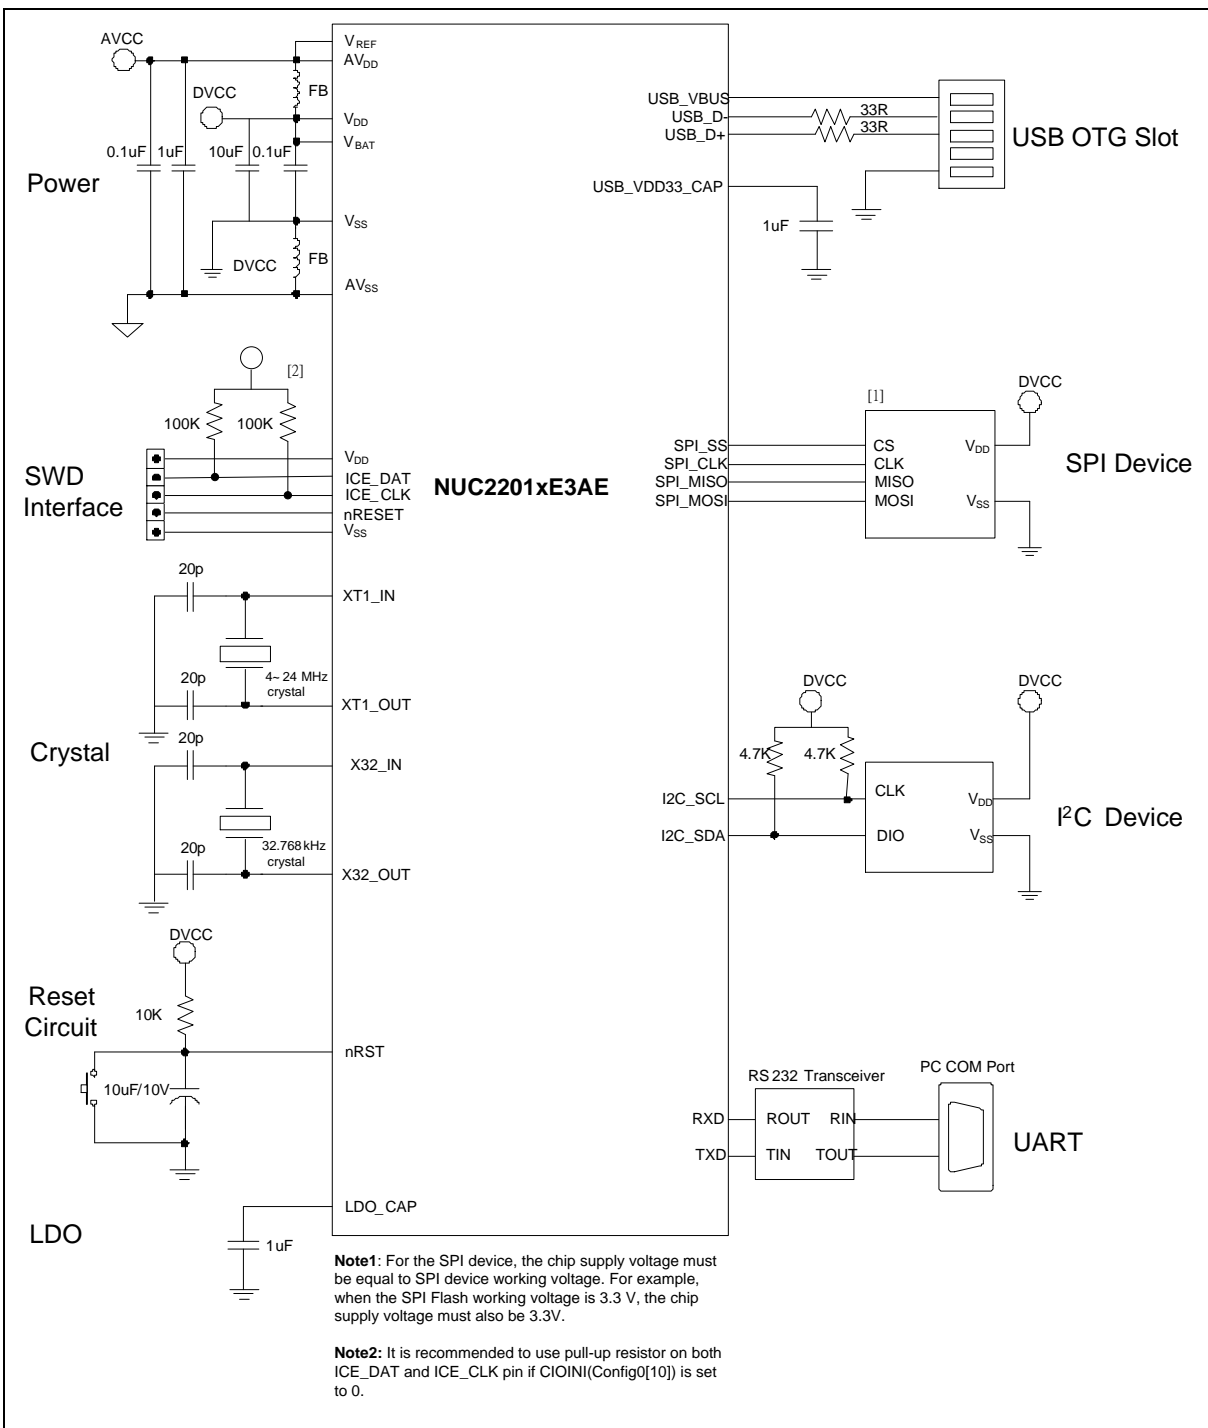 AVCC
VREF
AVDD
FB
DVCC
VDD
VBAT
0.1uF
1uF
10uF
0.1uF
Power
VSS
DVCC
FB
AVSS
USB_VBUS
USB_D-
USB_D+
33R
33R
USB OTG Slot
USB_VDD33_CAP
1uF
[2]
100K
100K
SWD
Interface
VDD
ICE_DAT
ICE_CLK
nRESET
VSS
NUC2201xE3AE
[1]
DVCC
SPI_SS
SPI_CLK
SPI_MISO
SPI_MOSI
CS
CLK
MISO
MOSI
VDD
VSS
SPI Device
20p
XT1_IN
4~24 MHz
crystal
20p
XT1_OUT
Crystal
20p
X32_IN
32.768kHz
crystal
20p
X32_OUT
DVCC
DVCC
4.7K
4.7K
I2C_SCL
I2C_SDA
CLK
DIO
VDD
VSS
I2C Device
DVCC
Reset
Circuit
10K
nRST
10uF/10V
RS232 Transceiver
PC COM Port
RXD
TXD
ROUT
RIN
TIN
TOUT
UART
LDO
LDO_CAP
1uF
Note1: For the SPI device, the chip supply voltage must
be equal to SPI device working voltage. For example,
when the SPI Flash working voltage is 3.3 V, the chip
supply voltage must also be 3.3V.
Note2: It is recommended to use pull-up resistor on both
ICE_DAT and ICE_CLK pin if CIOINI(Config0[10]) is set
to 0.